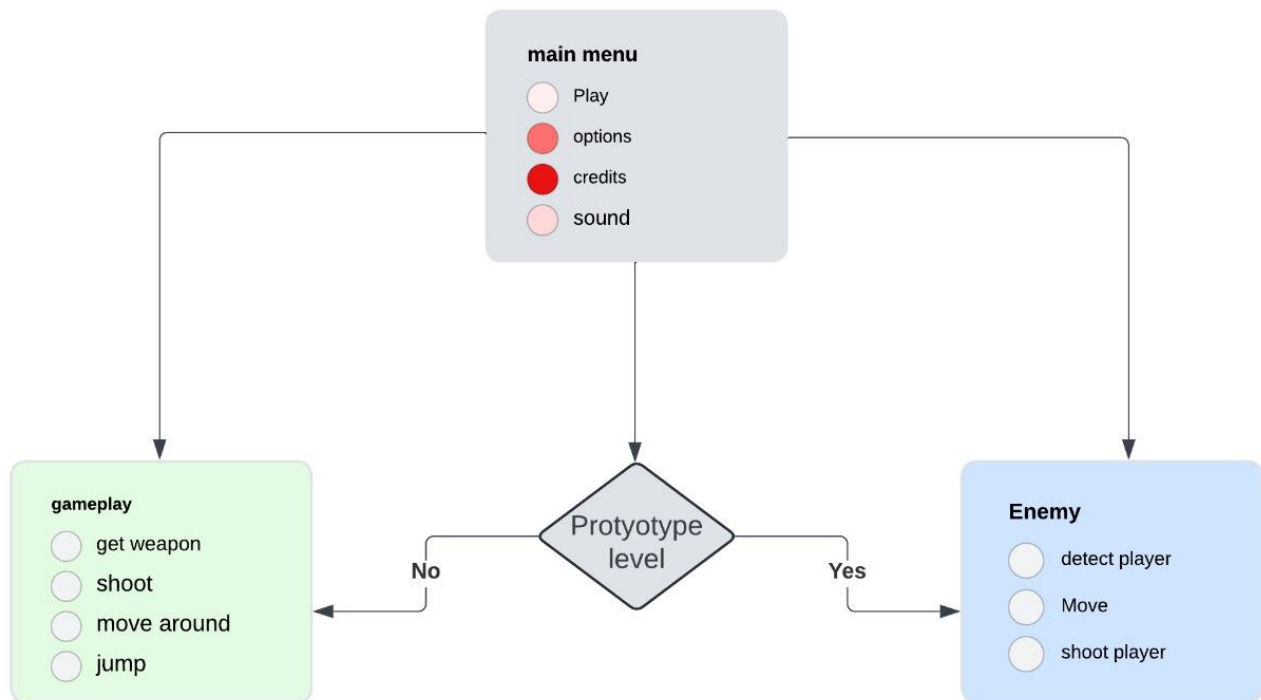 main menu
Play
options
credits
sound
gameplay
get weapon
shoot
move around
jump
No
Protyotype
level
Yes
Enemy
detect player
Move
shoot player